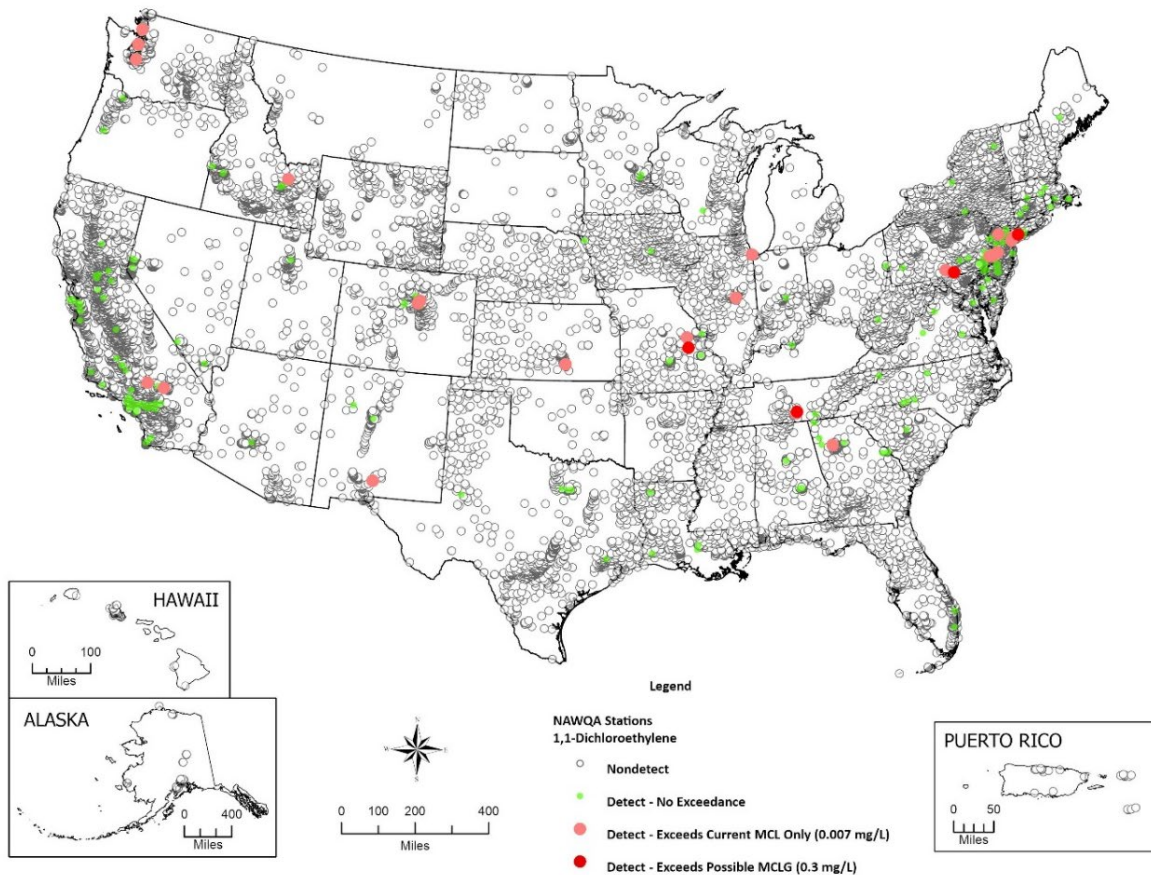 HAWAII
0 100
Miles
ALASKA
0 400
Miles
N
W E
S
0 100 200 400
Miles
Legend
NAWQA Stations
1,1-Dichloroethylene
Nondetect
Detect - No Exceedance
Detect - Exceeds Current MCL Only (0.007 mg/L)
Detect - Exceeds Possible MCLG (0.3 mg/L)
PUERTO RICO
0 50
Miles